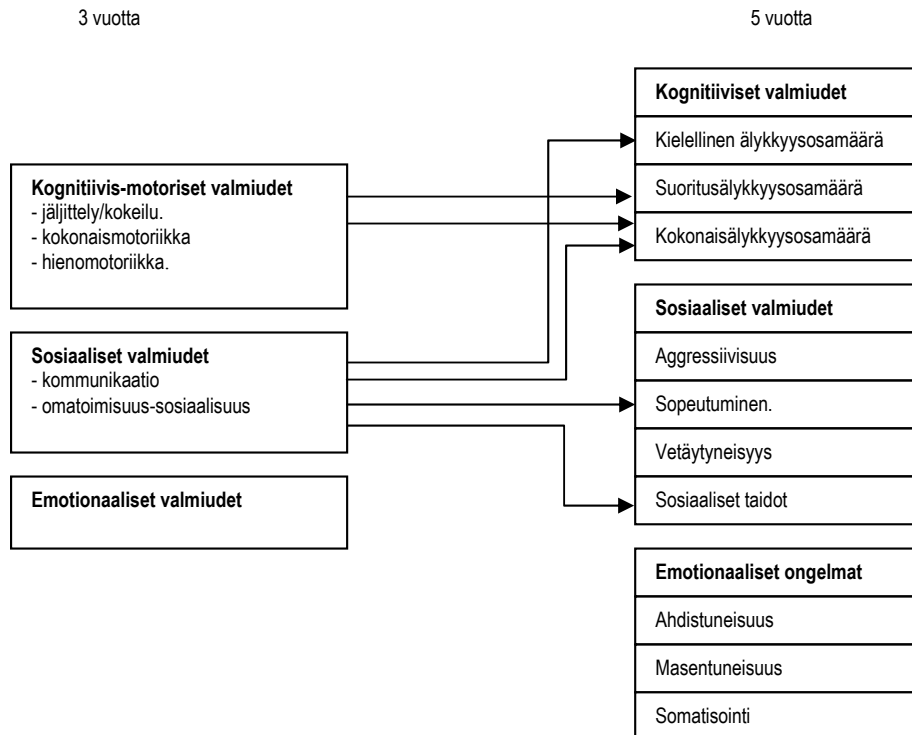 3 vuotta
5 vuotta
Kognitiivis-motoriset valmiudet
- jäljittely/kokeilu.
- kokonaismotoriikka
- hienomotoriikka.
Sosiaaliset valmiudet
- kommunikaatio
- omatoimisuus-sosiaalisuus
Emotionaaliset valmiudet
Kognitiiviset valmiudet
Kielellinen älykkyysosamäärä
Suoritusälykkyysosamäärä
Kokonaisälykkyysosamäärä
Sosiaaliset valmiudet
Aggressiivisuus
Sopeutuminen.
Vetäytyneisyys
Sosiaaliset taidot
Emotionaaliset ongelmat
Ahdistuneisuus
Masentuneisuus
Somatisointi